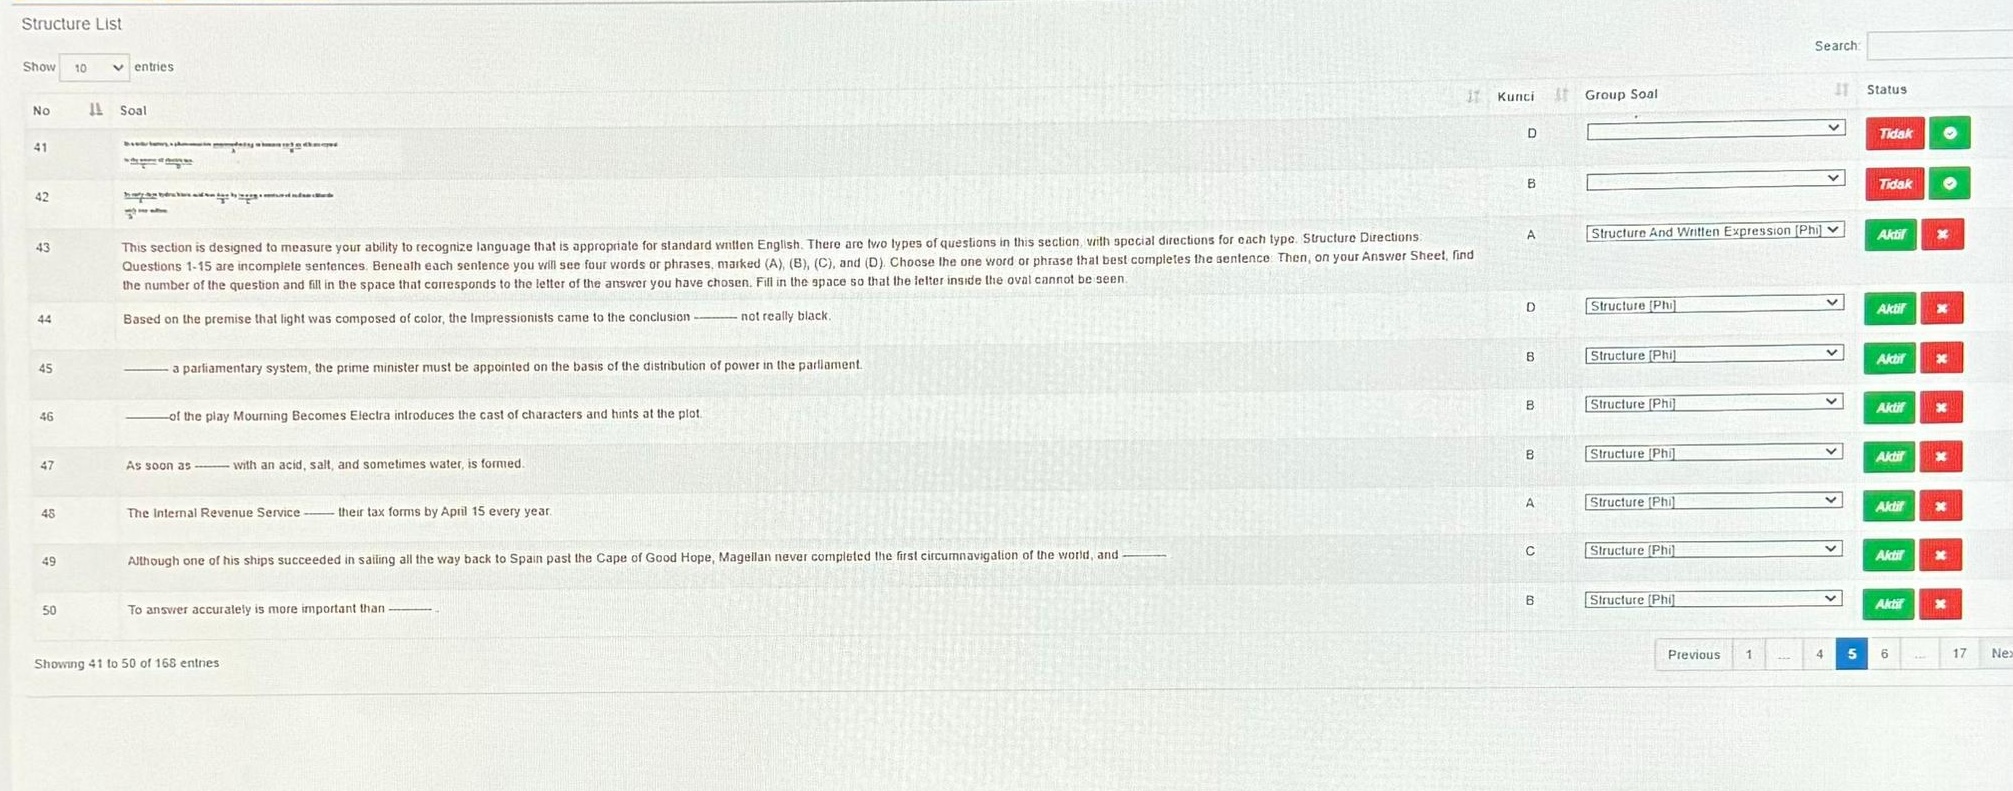 Structure List
Search:
Show 10 entries
No Soal Kunci Group Soal Status
41 D Tidak
42 B Tidak
43 This section is designed to measure your ability to recognize language that is appropriate for standard written English. There are two types of questions in this section, with special directions for each type. Structure Directions:
Questions 1-15 are incomplete sentences. Beneath each sentence you will see four words or phrases, marked (A), (B), (C), and (D). Choose the one word or phrase that best completes the sentence. Then, on your Answer Sheet, find
the number of the question and fill in the space that corresponds to the letter of the answer you have chosen. Fill in the space so that the letter inside the oval cannot be seen.
A Structure And Written Expression [Phi] Aktif
44 Based on the premise that light was composed of color, the Impressionists came to the conclusion ——— not really black. D Structure [Phi] Aktif
45 ——— a parliamentary system, the prime minister must be appointed on the basis of the distribution of power in the parliament. B Structure [Phi] Aktif
46 ———of the play Mourning Becomes Electra introduces the cast of characters and hints at the plot. B Structure [Phi] Aktif
47 As soon as ——— with an acid, salt, and sometimes water, is formed. B Structure [Phi] Aktif
48 The Internal Revenue Service ——— their tax forms by April 15 every year. A Structure [Phi] Aktif
49 Although one of his ships succeeded in sailing all the way back to Spain past the Cape of Good Hope, Magellan never completed the first circumnavigation of the world, and ——— C Structure [Phi] Aktif
50 To answer accurately is more important than ——— . B Structure [Phi] Aktif
Showing 41 to 50 of 168 entries
Previous 1 ... 4 5 6 ... 17